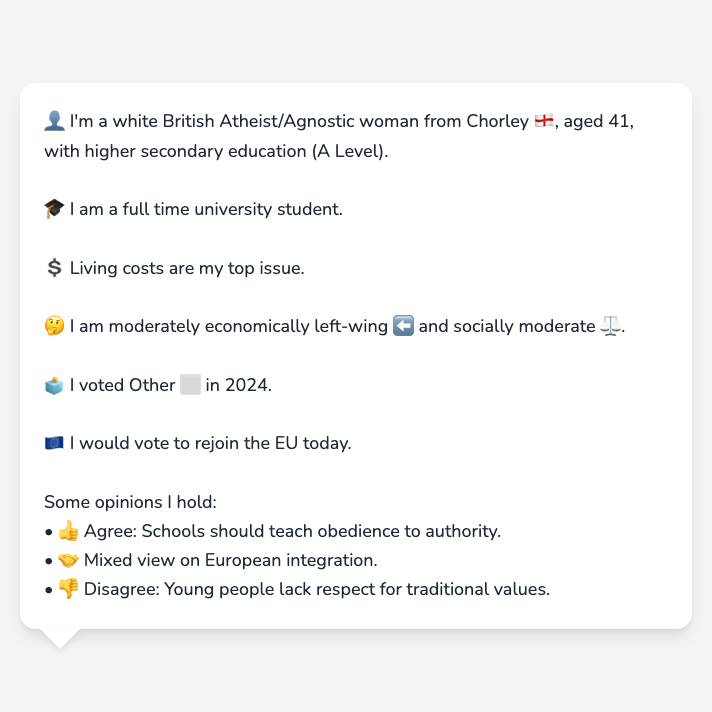 👤 I'm a white British Atheist/Agnostic woman from Chorley 🏴󠁧󠁢󠁥󠁮󠁧󠁿, aged 41,
with higher secondary education (A Level).
🎓 I am a full time university student.
💲 Living costs are my top issue.
🤔 I am moderately economically left-wing ⬅️ and socially moderate ⚖️.
🗳️ I voted Other ⬜ in 2024.
🇪🇺 I would vote to rejoin the EU today.
Some opinions I hold:
• 👍 Agree: Schools should teach obedience to authority.
• 🤝 Mixed view on European integration.
• 👎 Disagree: Young people lack respect for traditional values.